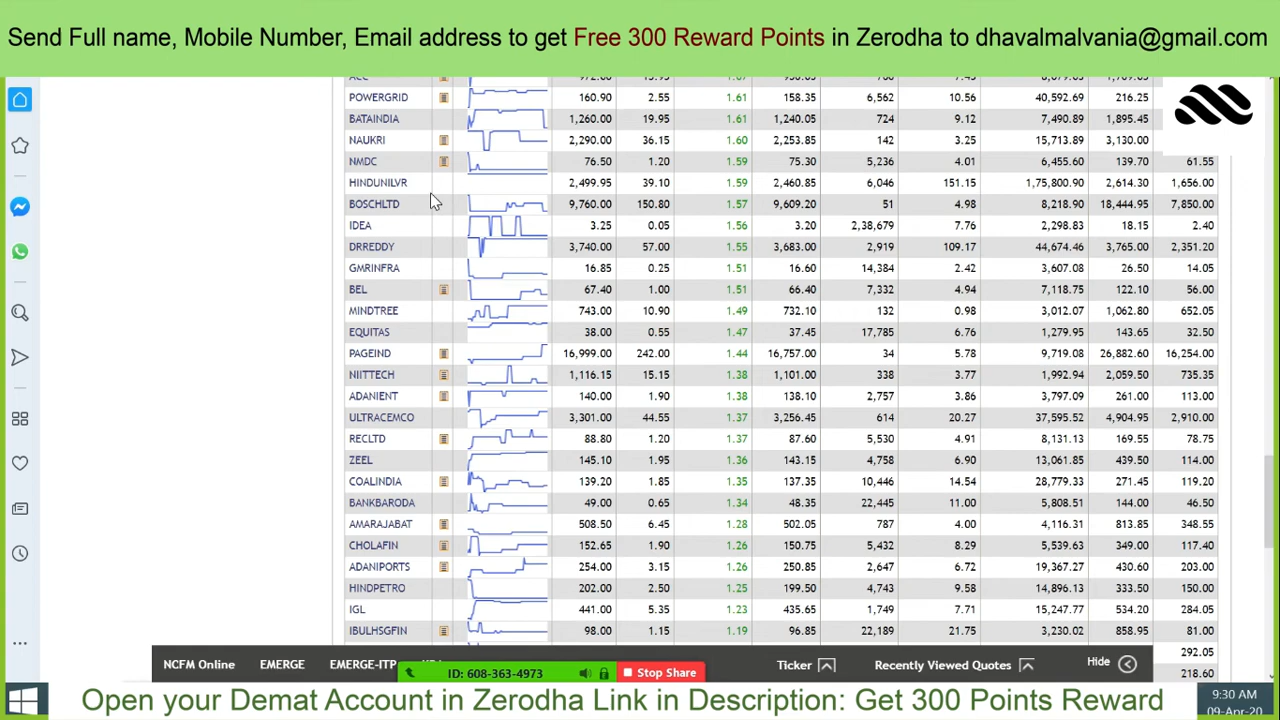 Send Full name, Mobile Number, Email address to get Free 300 Reward Points in Zerodha to dhavalmalvania@gmail.com
POWERGRID 160.90 2.55 1.61 158.35 6,562 10.56 40,592.69 216.25
BATAINDIA 1,260.00 19.95 1.61 1,240.05 724 9.12 7,490.89 1,895.45
NAUKRI 2,290.00 36.15 1.60 2,253.85 142 3.25 15,713.89 3,130.00
NMDC 76.50 1.20 1.59 75.30 5,236 4.01 6,455.60 139.70 61.55
HINDUNILVR 2,499.95 39.10 1.59 2,460.85 6,046 151.15 1,75,800.90 2,614.30 1,656.00
BOSCHLTD 9,760.00 150.80 1.57 9,609.20 51 4.98 8,218.90 18,444.95 7,850.00
IDEA 3.25 0.05 1.56 3.20 2,38,679 7.76 2,298.83 18.15 2.40
DRREDDY 3,740.00 57.00 1.55 3,683.00 2,919 109.17 44,674.46 3,765.00 2,351.20
GMRINFRA 16.85 0.25 1.51 16.60 14,384 2.42 3,607.08 26.50 14.05
BEL 67.40 1.00 1.51 66.40 7,332 4.94 7,118.75 122.10 56.00
MINDTREE 743.00 10.90 1.49 732.10 132 0.98 3,012.07 1,062.80 652.05
EQUITAS 38.00 0.55 1.47 37.45 17,785 6.76 1,279.95 143.65 32.50
PAGEIND 16,999.00 242.00 1.44 16,757.00 34 5.78 9,719.08 26,882.60 16,254.00
NIITTECH 1,116.15 15.15 1.38 1,101.00 338 3.77 1,992.94 2,059.50 735.35
ADANIENT 140.00 1.90 1.38 138.10 2,757 3.86 3,797.09 261.00 113.00
ULTRACEMCO 3,301.00 44.55 1.37 3,256.45 614 20.27 37,595.52 4,904.95 2,910.00
RECLTD 88.80 1.20 1.37 87.60 5,530 4.91 8,131.13 169.55 78.75
ZEEL 145.10 1.95 1.36 143.15 4,758 6.90 13,061.85 439.50 114.00
COALINDIA 139.20 1.85 1.35 137.35 10,446 14.54 28,779.33 271.45 119.20
BANKBARODA 49.00 0.65 1.34 48.35 22,445 11.00 5,808.51 144.00 46.50
AMARAJABAT 508.50 6.45 1.28 502.05 787 4.00 4,116.31 813.85 348.55
CHOLAFIN 152.65 1.90 1.26 150.75 5,432 8.29 5,539.63 349.00 117.40
ADANIPORTS 254.00 3.15 1.26 250.85 2,647 6.72 19,367.27 430.60 203.00
HINDPETRO 202.00 2.50 1.25 199.50 4,743 9.58 14,896.13 333.50 150.00
IGL 441.00 5.35 1.23 435.65 1,749 7.71 15,247.77 534.20 284.05
IBULHSGFIN 98.00 1.15 1.19 96.85 22,189 21.75 3,230.02 858.95 81.00
292.05
218.60
NCFM Online EMERGE EMERGE-ITP Ticker Recently Viewed Quotes Hide
ID: 608-363-4973 Stop Share
Open your Demat Account in Zerodha Link in Description: Get 300 Points Reward
9:30 AM
09-Apr-20